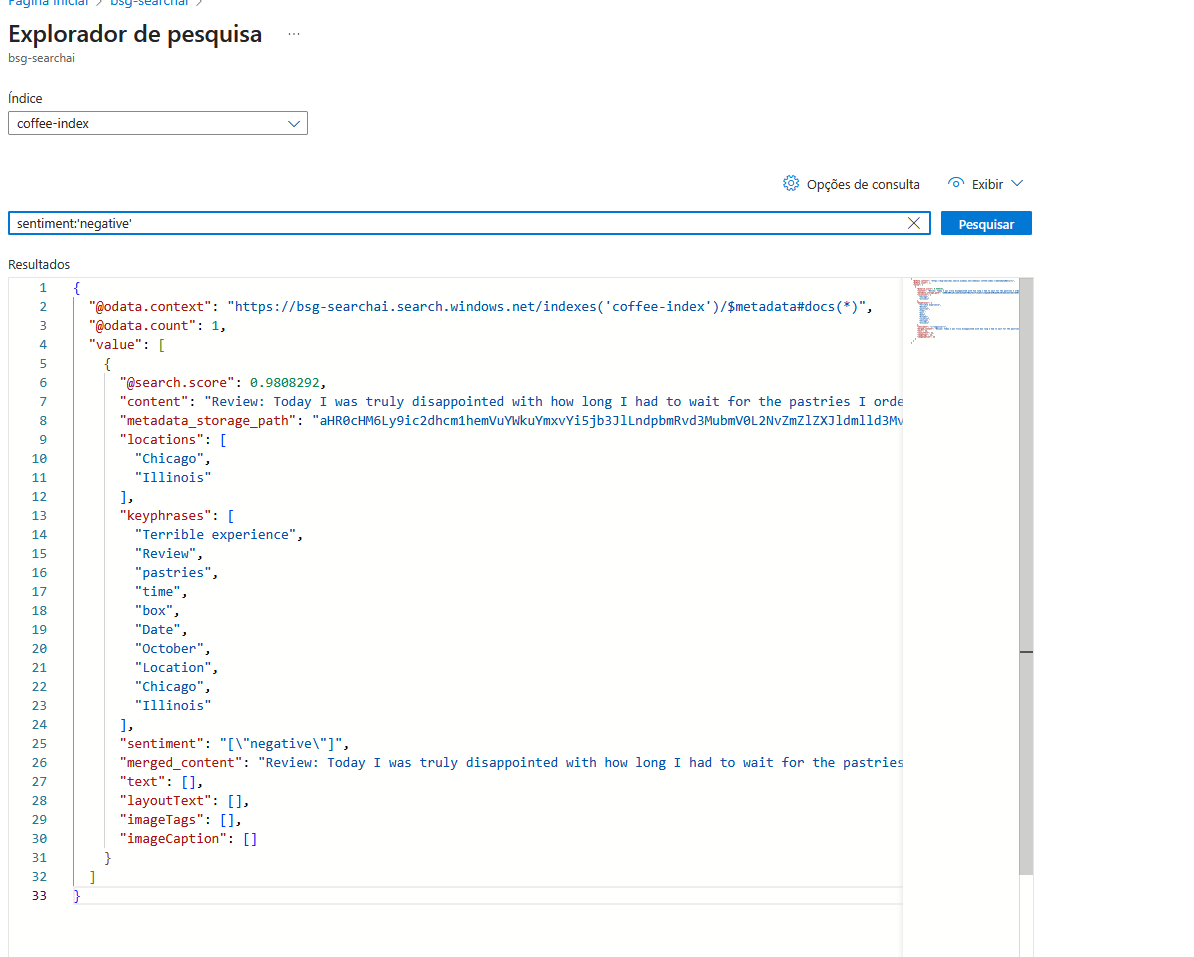 Página inicial > bsg-searchai >
Explorador de pesquisa ...
bsg-searchai
Índice
coffee-index
Opções de consulta Exibir
sentiment:'negative'
Pesquisar
Resultados
1 {
2 "@odata.context": "https://bsg-searchai.search.windows.net/indexes('coffee-index')/$metadata#docs(*)",
3 "@odata.count": 1,
4 "value": [
5 {
6 "@search.score": 0.9808292,
7 "content": "Review: Today I was truly disappointed with how long I had to wait for the pastries I orde
8 "metadata_storage_path": "aHR0cHM6Ly9ic2dhcm1hemVuYWkuYmxvYi5jb3JlLndpbmRvd3MubmV0L2NvZmZlZXJldmlld3Mv
9 "locations": [
10 "Chicago",
11 "Illinois"
12 ],
13 "keyphrases": [
14 "Terrible experience",
15 "Review",
16 "pastries",
17 "time",
18 "box",
19 "Date",
20 "October",
21 "Location",
22 "Chicago",
23 "Illinois"
24 ],
25 "sentiment": "[\"negative\"]",
26 "merged_content": "Review: Today I was truly disappointed with how long I had to wait for the pastries
27 "text": [],
28 "layoutText": [],
29 "imageTags": [],
30 "imageCaption": []
31 }
32 ]
33 }